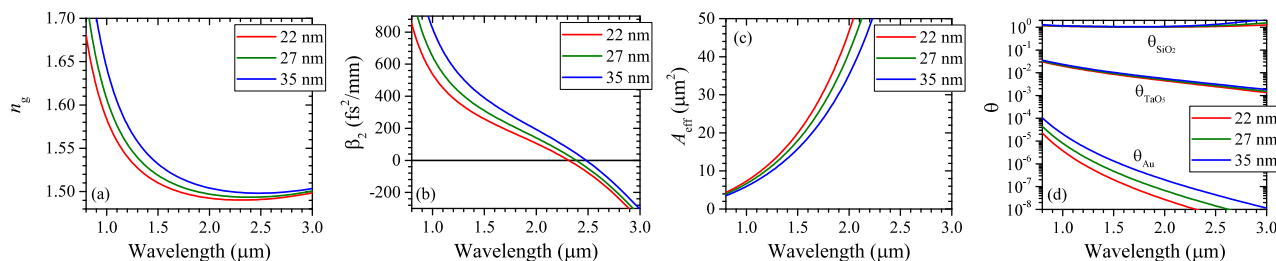 1.70
1.65
1.60
1.55
1.50
n_g
(a)
22 nm
27 nm
35 nm
1.0 1.5 2.0 2.5 3.0
Wavelength (μm)
800
600
400
200
0
-200
β₂ (fs²/mm)
(b)
22 nm
27 nm
35 nm
1.0 1.5 2.0 2.5 3.0
Wavelength (μm)
50
40
30
20
10
0
A_eff (μm²)
(c)
22 nm
27 nm
35 nm
1.0 1.5 2.0 2.5 3.0
Wavelength (μm)
10⁰
10⁻¹
10⁻²
10⁻³
10⁻⁴
10⁻⁵
10⁻⁶
10⁻⁷
10⁻⁸
θ
θ_SiO₂
θ_TaO₅
θ_Au
22 nm
27 nm
35 nm
(d)
1.0 1.5 2.0 2.5 3.0
Wavelength (μm)